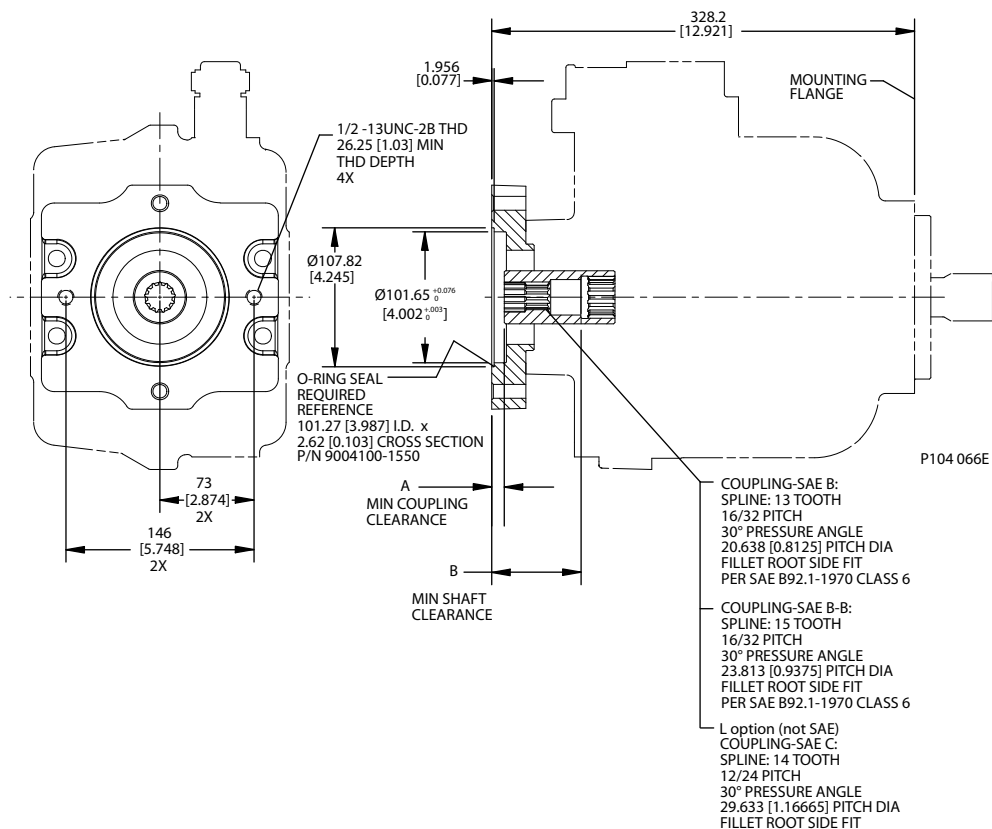 328.2
[12.921]
1.956
[0.077]
MOUNTING
FLANGE
1/2 -13UNC-2B THD
26.25 [1.03] MIN
THD DEPTH
4X
Ø107.82
[4.245]
Ø101.65 +0.076 0
[4.002 +.003 0]
O-RING SEAL
REQUIRED
REFERENCE
101.27 [3.987] I.D. x
2.62 [0.103] CROSS SECTION
P/N 9004100-1550
P104 066E
73
[2.874]
2X
146
[5.748]
2X
A
MIN COUPLING
CLEARANCE
B
MIN SHAFT
CLEARANCE
COUPLING-SAE B:
SPLINE: 13 TOOTH
16/32 PITCH
30° PRESSURE ANGLE
20.638 [0.8125] PITCH DIA
FILLET ROOT SIDE FIT
PER SAE B92.1-1970 CLASS 6
COUPLING-SAE B-B:
SPLINE: 15 TOOTH
16/32 PITCH
30° PRESSURE ANGLE
23.813 [0.9375] PITCH DIA
FILLET ROOT SIDE FIT
PER SAE B92.1-1970 CLASS 6
L option (not SAE)
COUPLING-SAE C:
SPLINE: 14 TOOTH
12/24 PITCH
30° PRESSURE ANGLE
29.633 [1.16665] PITCH DIA
FILLET ROOT SIDE FIT